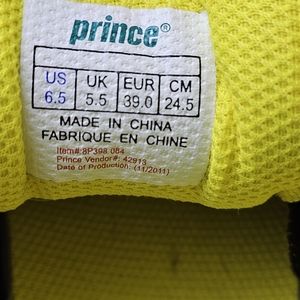 prince®
US UK EUR CM
6.5 5.5 39.0 24.5
MADE IN CHINA
FABRIQUE EN CHINE
Item#:8P398 084
Prince Vendor#: 42913
Date of Production: (11/2011)